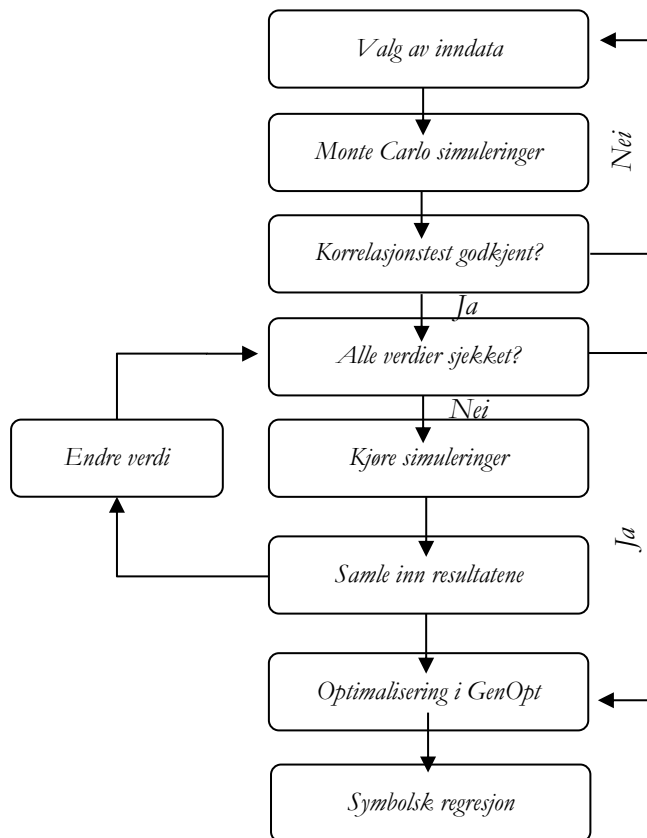 Valg av inndata
Nei
Monte Carlo simuleringer
Korrelasjonstest godkjent?
Ja
Alle verdier sjekket?
Nei
Endre verdi
Kjøre simuleringer
Ja
Samle inn resultatene
Optimalisering i GenOpt
Symbolsk regresjon